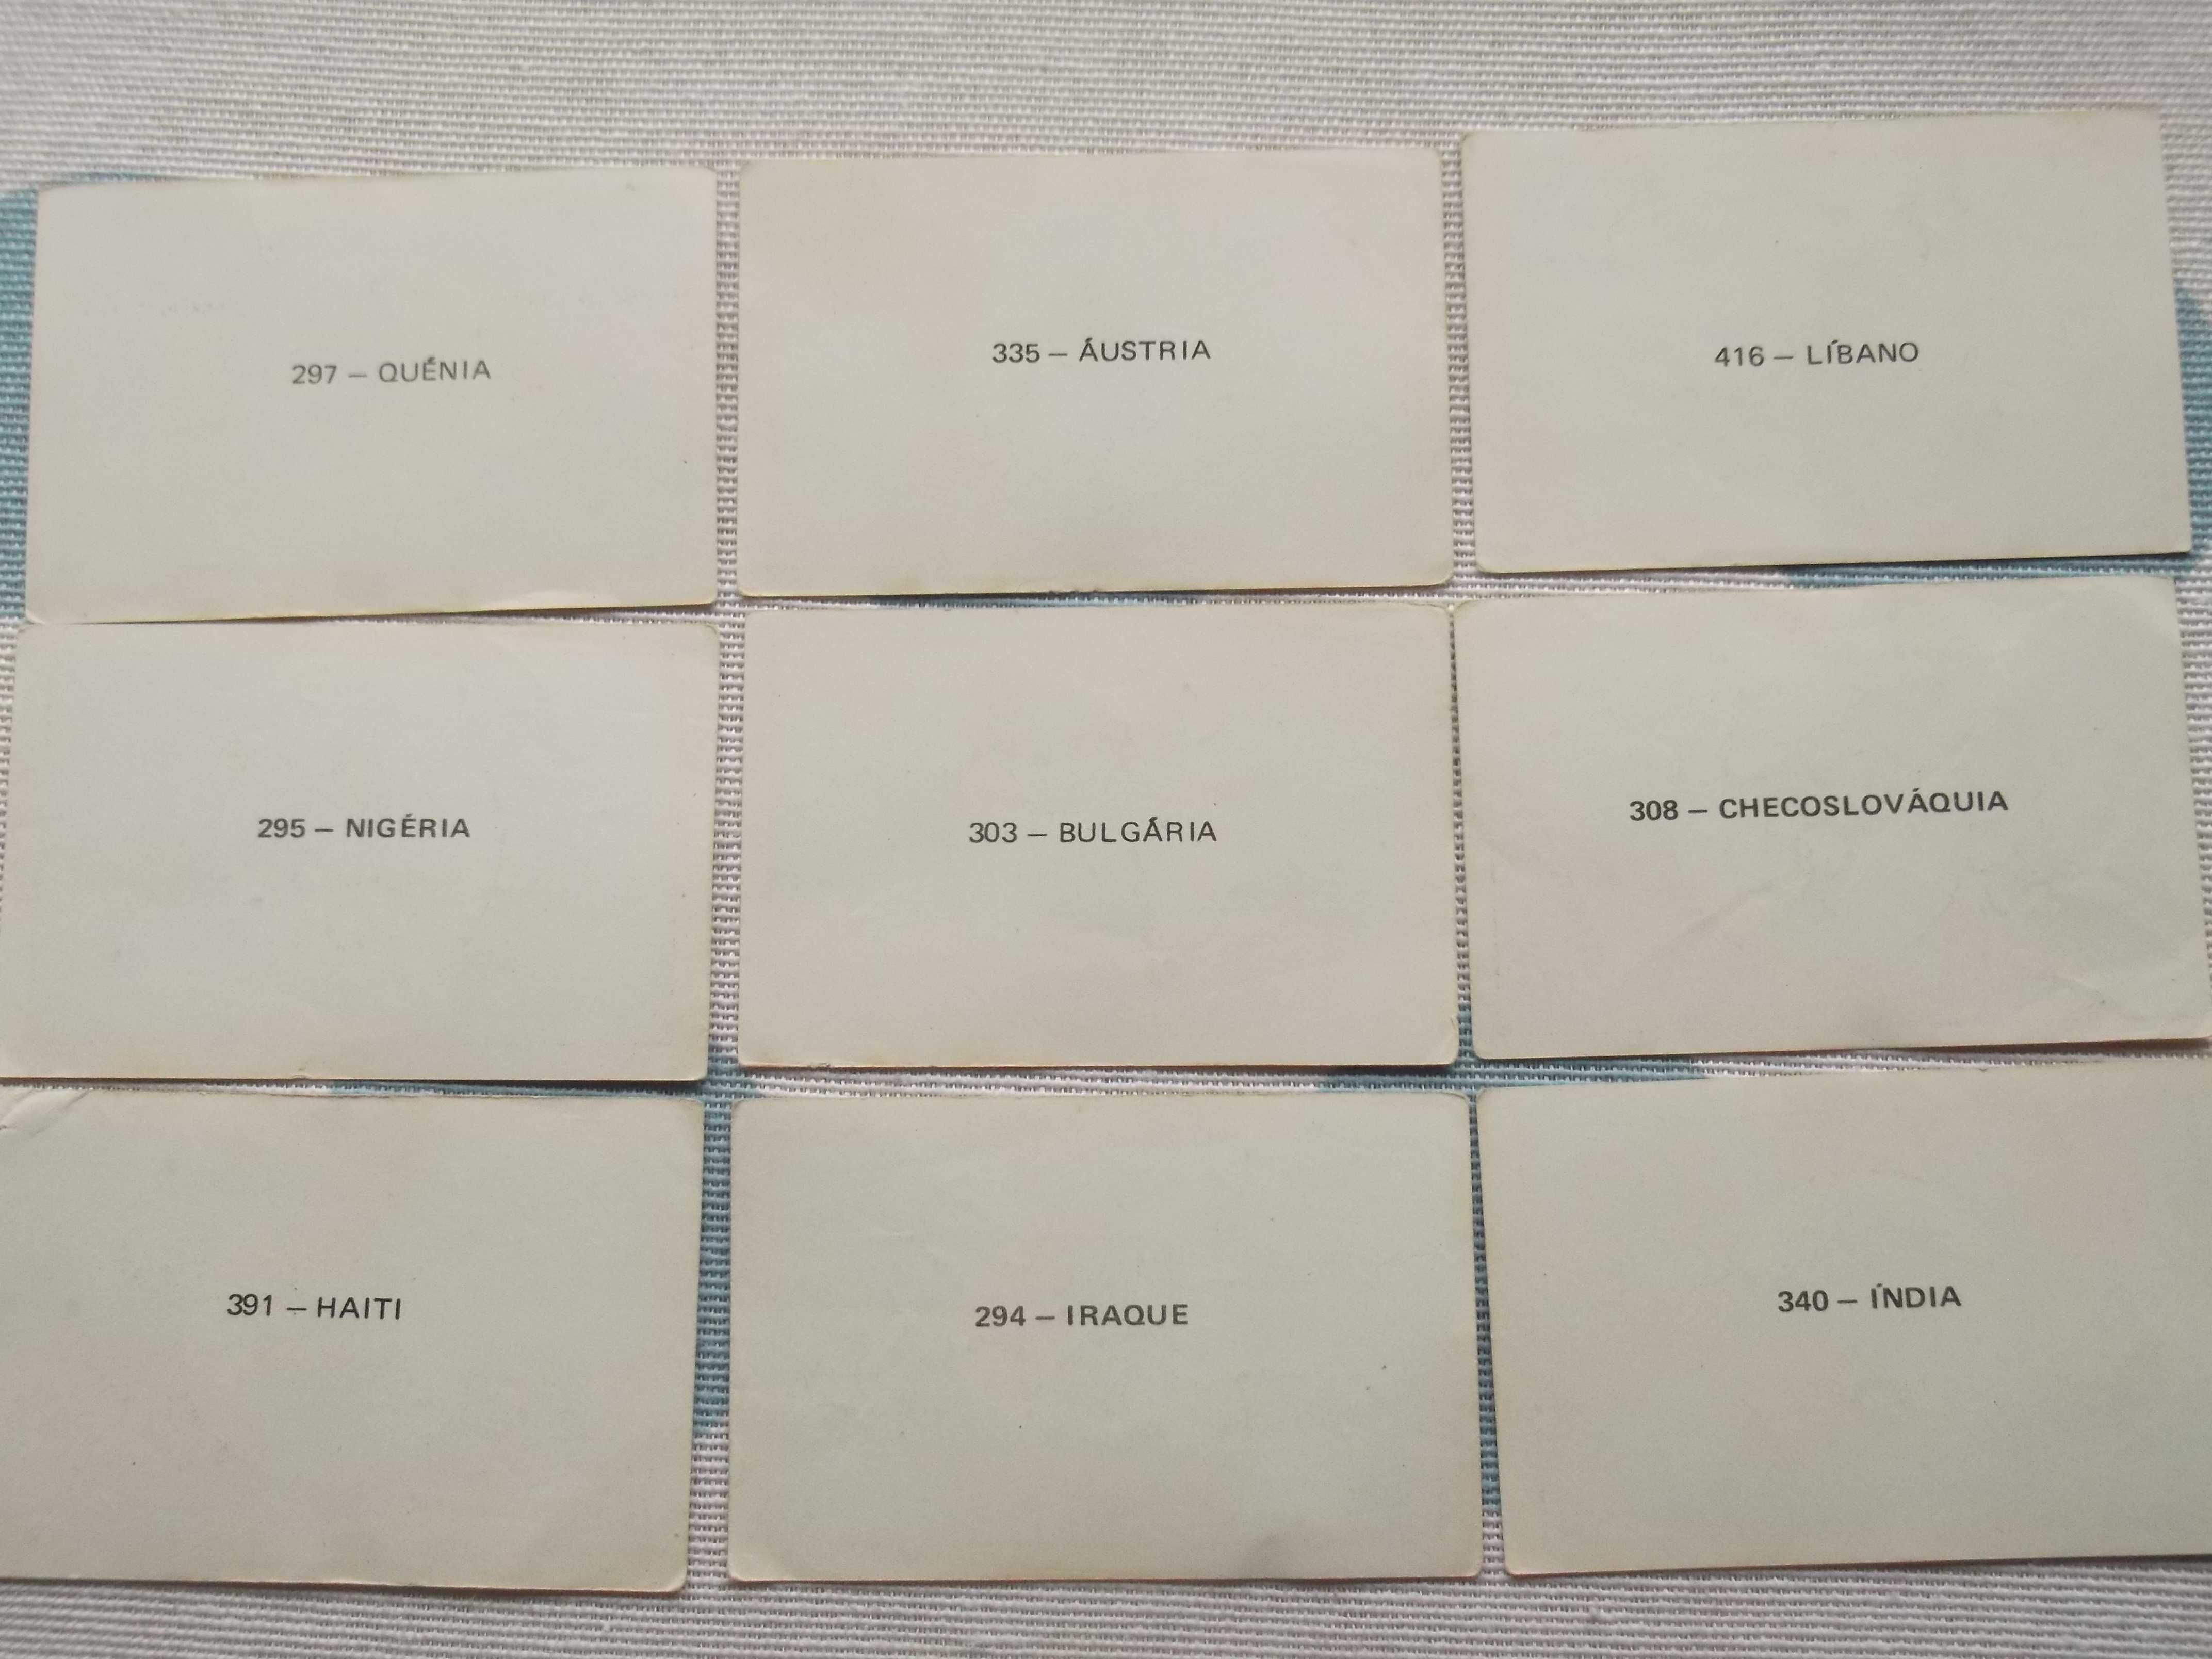 297 – QUÉNIA
335 – ÁUSTRIA
416 – LÍBANO
295 – NIGÉRIA
303 – BULGÁRIA
308 – CHECOSLOVÁQUIA
391 – HAITI
294 – IRAQUE
340 – ÍNDIA